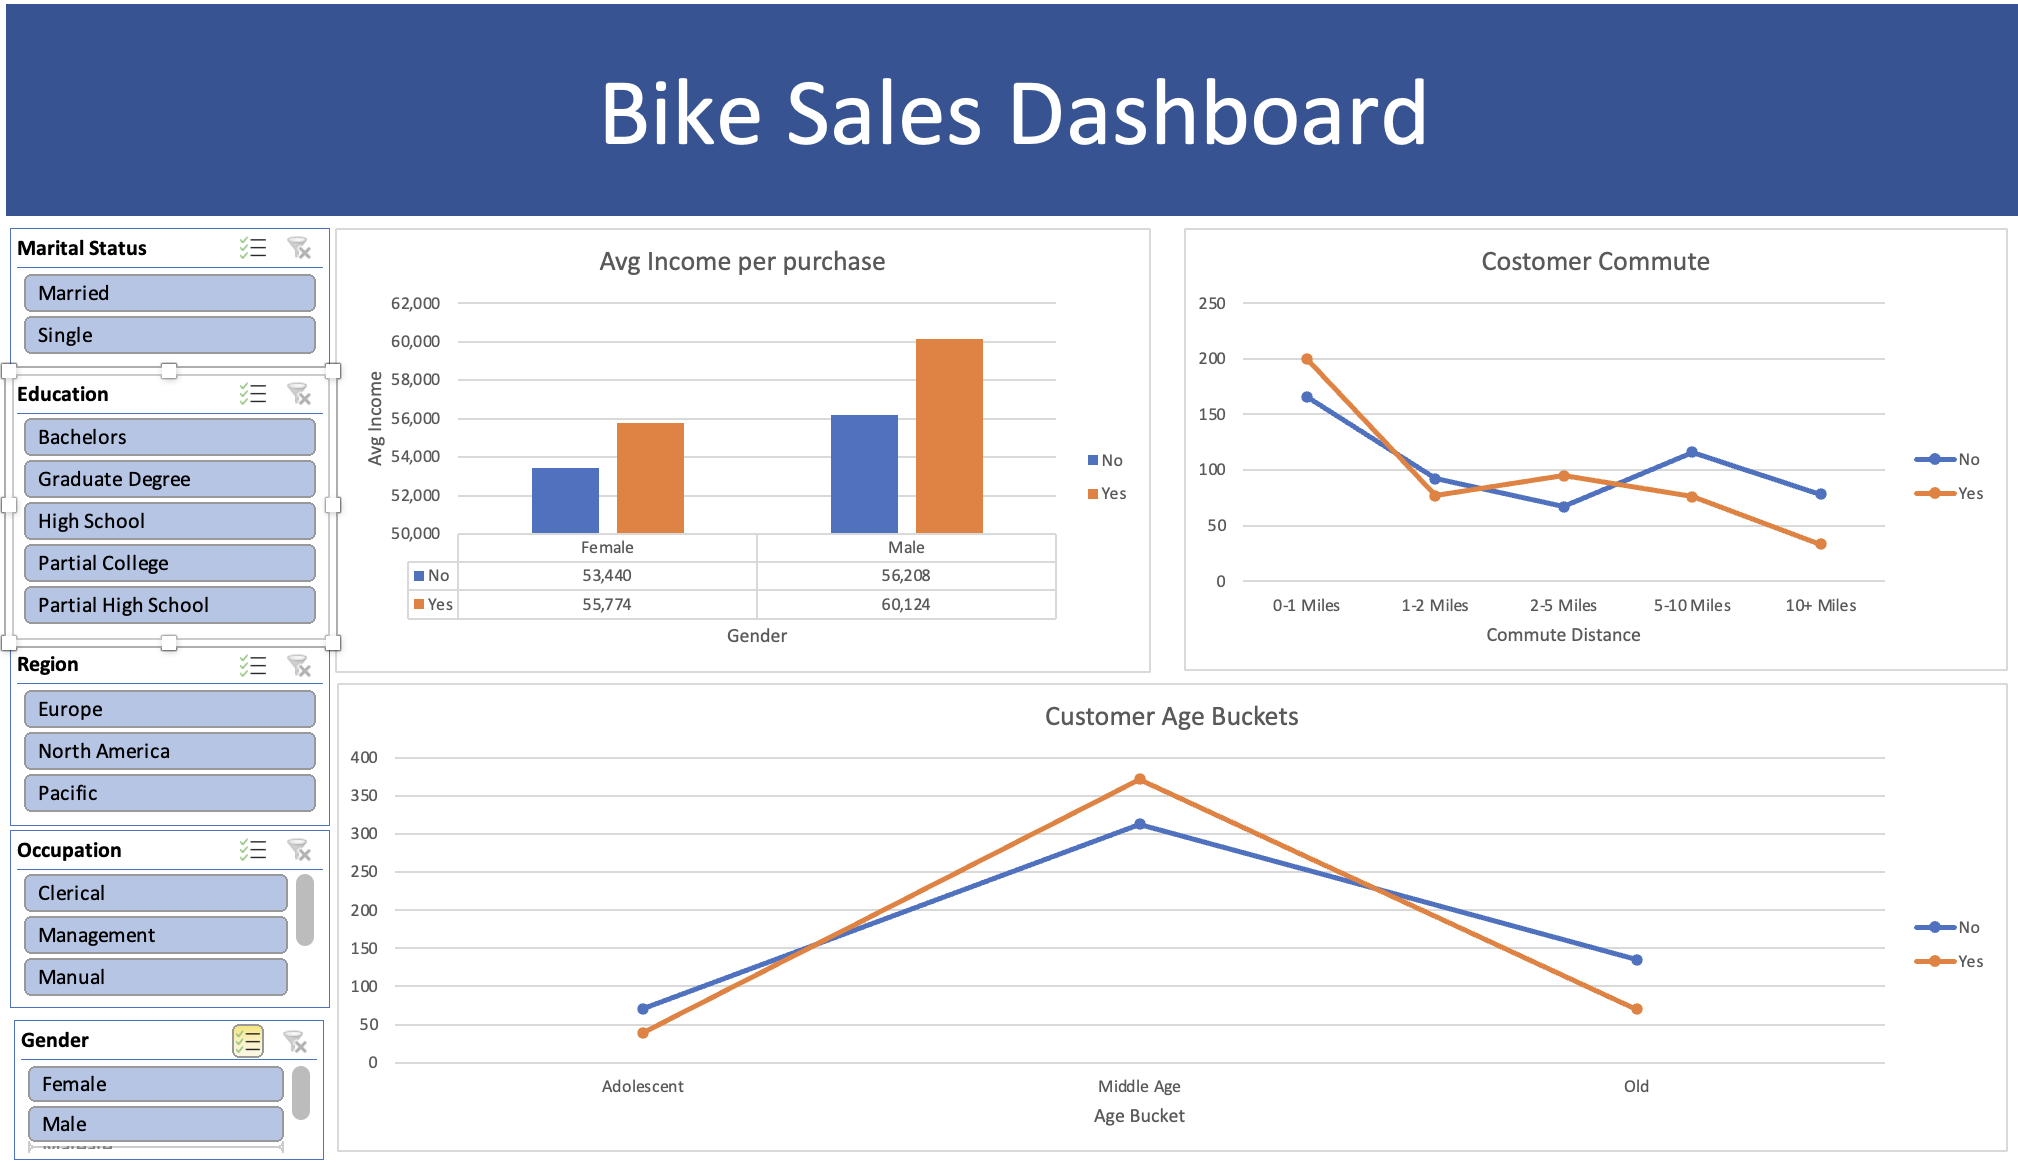 Bike Sales Dashboard
Marital Status
Married
Single
Education
Bachelors
Graduate Degree
High School
Partial College
Partial High School
Region
Europe
North America
Pacific
Occupation
Clerical
Management
Manual
Gender
Female
Male
Avg Income per purchase
62,000
60,000
58,000
56,000
54,000
52,000
50,000
Avg Income
Female Male
No 53,440 56,208
Yes 55,774 60,124
Gender
No
Yes
Costomer Commute
250
200
150
100
50
0
0-1 Miles 1-2 Miles 2-5 Miles 5-10 Miles 10+ Miles
Commute Distance
No
Yes
Customer Age Buckets
400
350
300
250
200
150
100
50
0
Adolescent Middle Age Old
Age Bucket
No
Yes